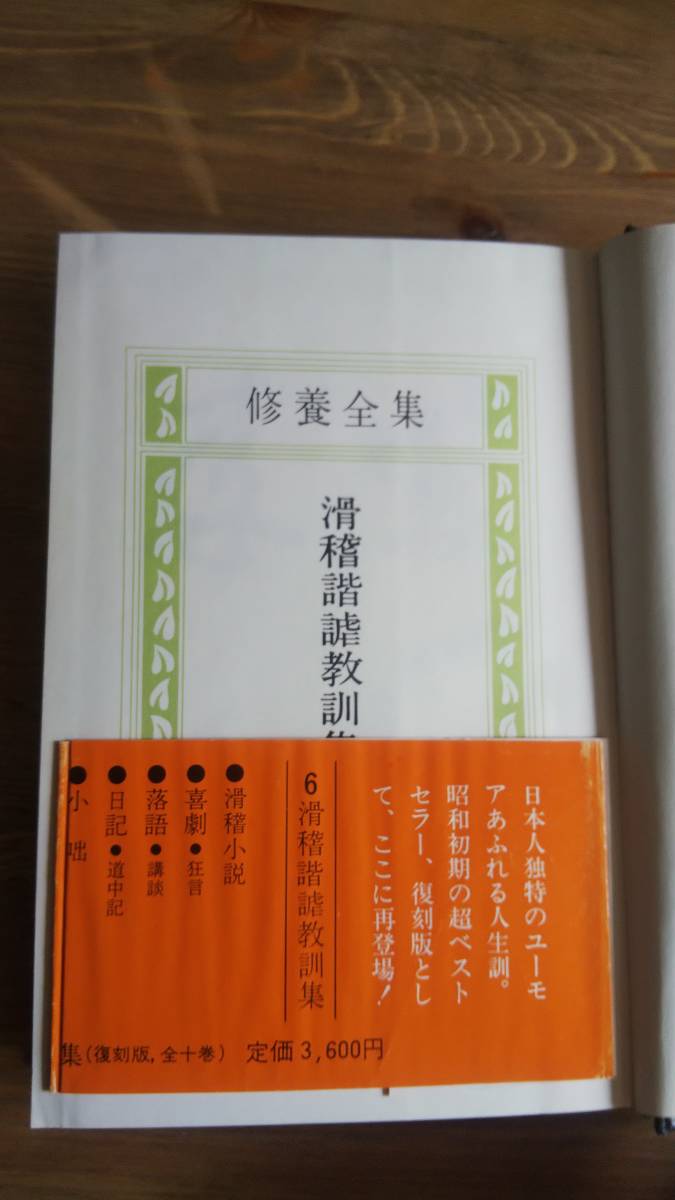 修養全集
滑稽諧謔教訓集
日本人独特のユーモ
アあふれる人生訓。
昭和初期の超ベスト
セラー、復刻版とし
て、ここに再登場!
6 滑稽諧謔教訓集
●滑稽小説
●喜劇●狂言
●落語●講談
●日記●道中記
●小咄
集(復刻版,全十巻) 定価3,600円